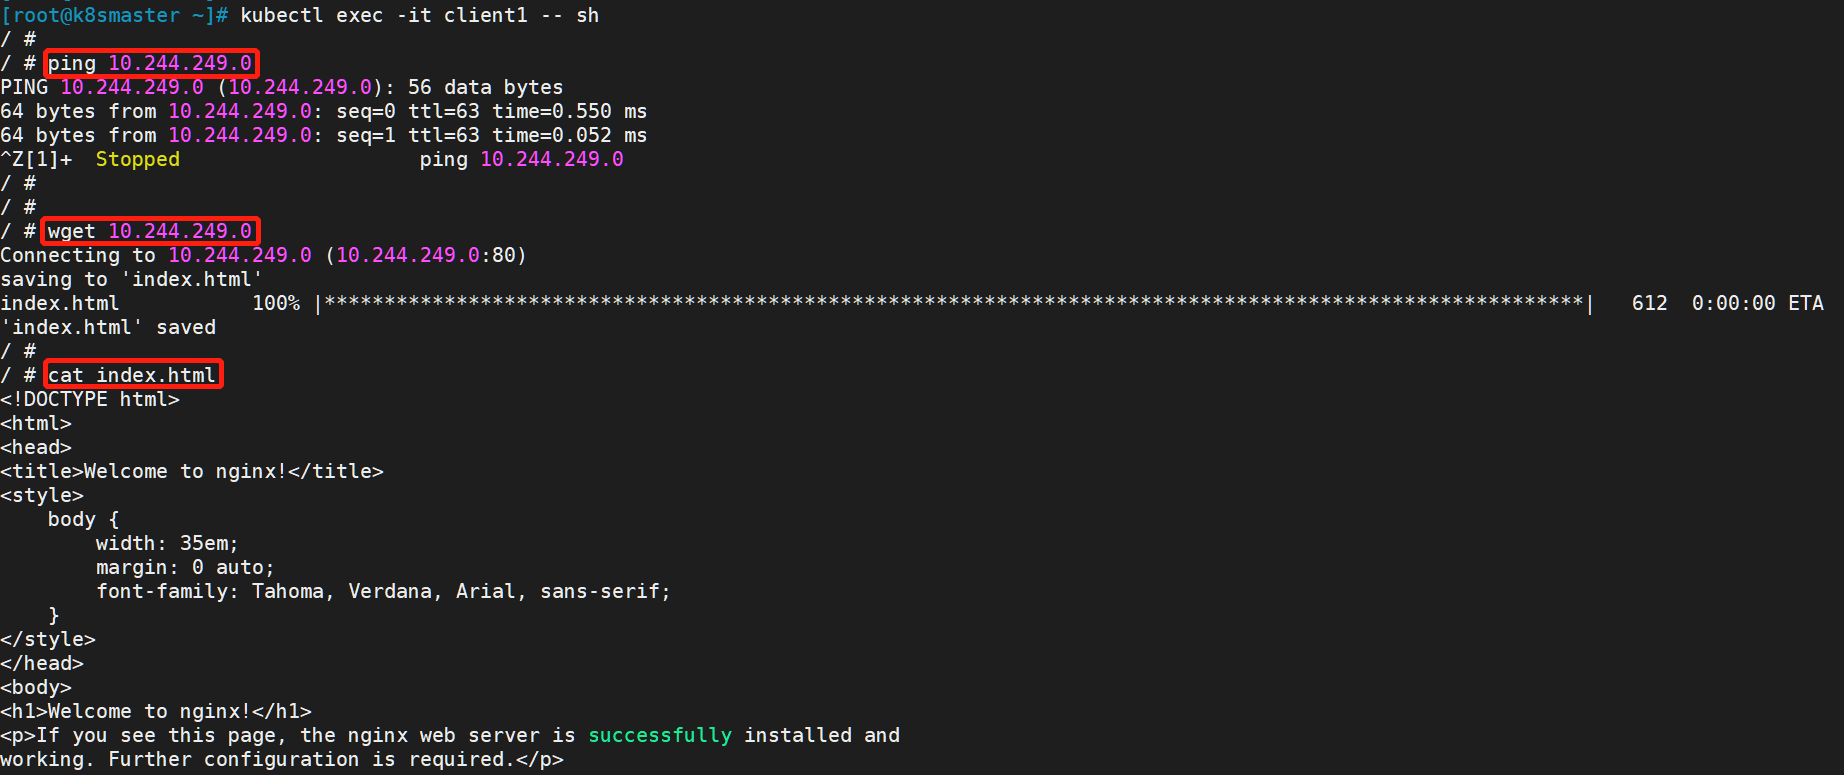 [root@k8smaster ~]# kubectl exec -it client1 -- sh
/ #
/ # ping 10.244.249.0
PING 10.244.249.0 (10.244.249.0): 56 data bytes
64 bytes from 10.244.249.0: seq=0 ttl=63 time=0.550 ms
64 bytes from 10.244.249.0: seq=1 ttl=63 time=0.052 ms
^Z[1]+  Stopped                    ping 10.244.249.0
/ #
/ #
/ # wget 10.244.249.0
Connecting to 10.244.249.0 (10.244.249.0:80)
saving to 'index.html'
index.html           100% |*********************************************************************************************************|   612  0:00:00 ETA
'index.html' saved
/ #
/ # cat index.html
<!DOCTYPE html>
<html>
<head>
<title>Welcome to nginx!</title>
<style>
    body {
        width: 35em;
        margin: 0 auto;
        font-family: Tahoma, Verdana, Arial, sans-serif;
    }
</style>
</head>
<body>
<h1>Welcome to nginx!</h1>
<p>If you see this page, the nginx web server is successfully installed and
working. Further configuration is required.</p>